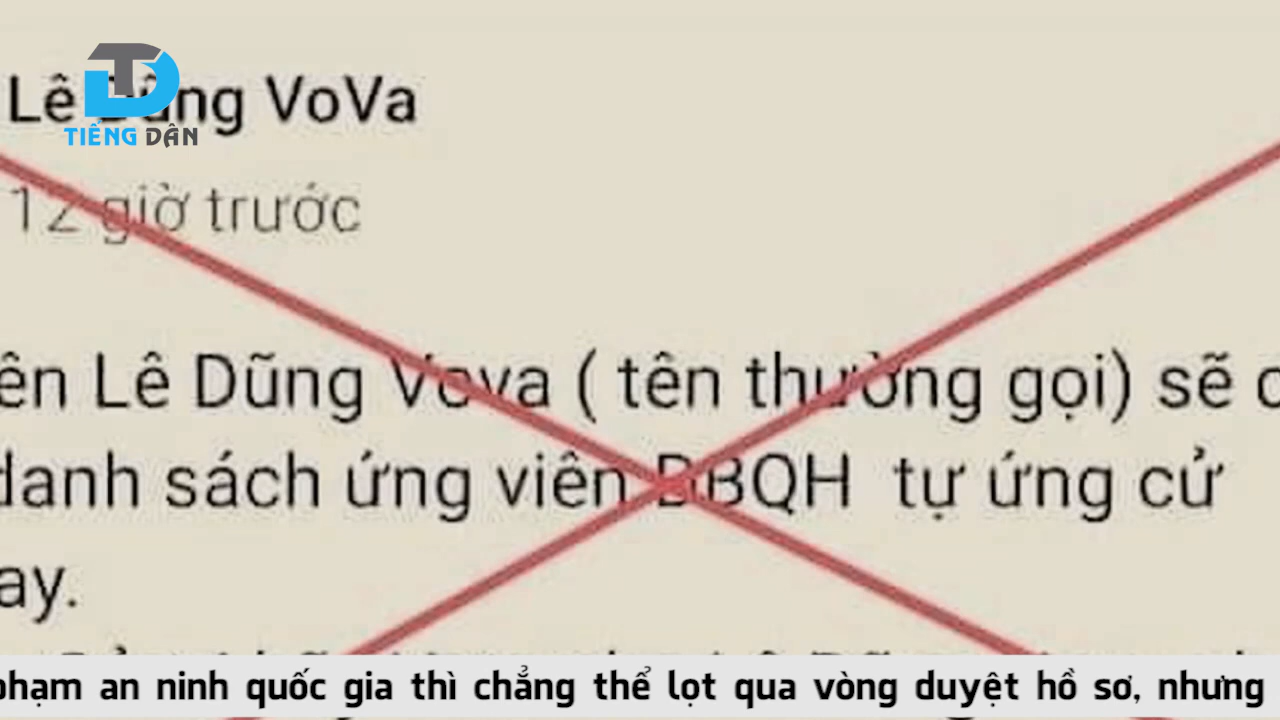 Lê Dũng VoVa
TIẾNG DÂN
12 giờ trước
ên Lê Dũng Vova ( tên thường gọi) sẽ c
danh sách ứng viên ĐBQH tự ứng cử
ay.
phạm an ninh quốc gia thì chẳng thể lọt qua vòng duyệt hồ sơ, nhưng